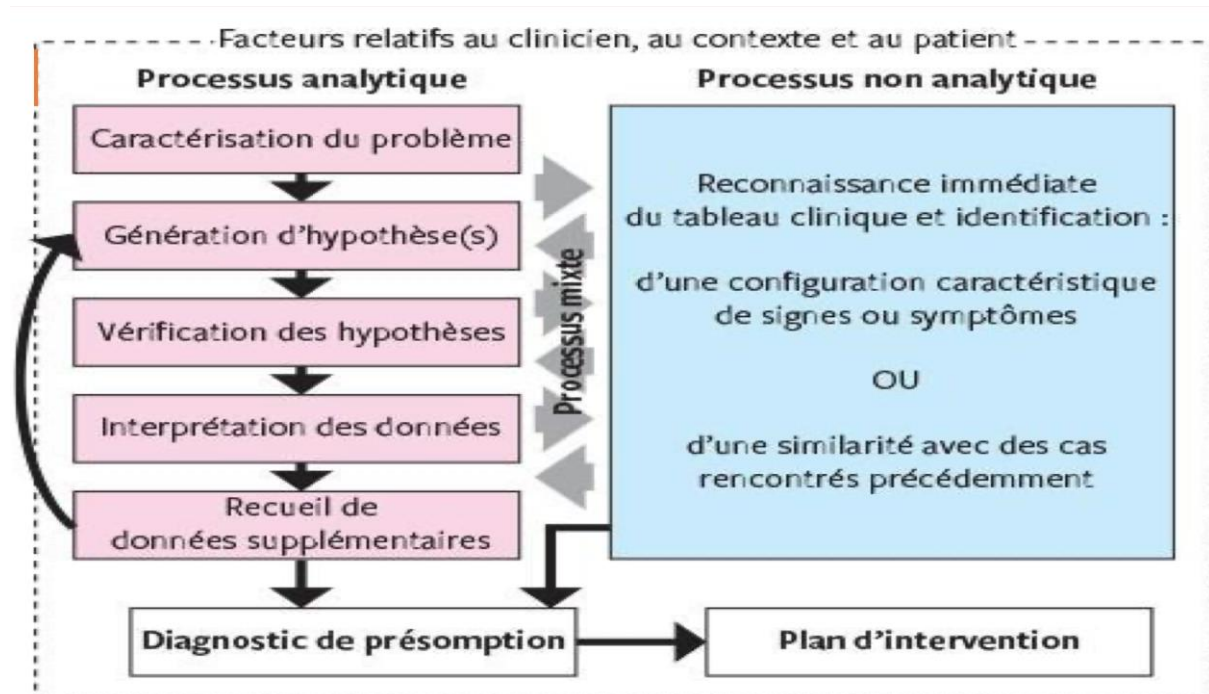 Facteurs relatifs au clinicien, au contexte et au patient
Processus analytique
Caractérisation du problème
Génération d'hypothèse(s)
Vérification des hypothèses
Interprétation des données
Recueil de
données supplémentaires
Processus mixte
Processus non analytique
Reconnaissance immédiate
du tableau clinique et identification :
d'une configuration caractéristique
de signes ou symptômes
OU
d'une similarité avec des cas
rencontrés précédemment
Diagnostic de présomption
Plan d'intervention